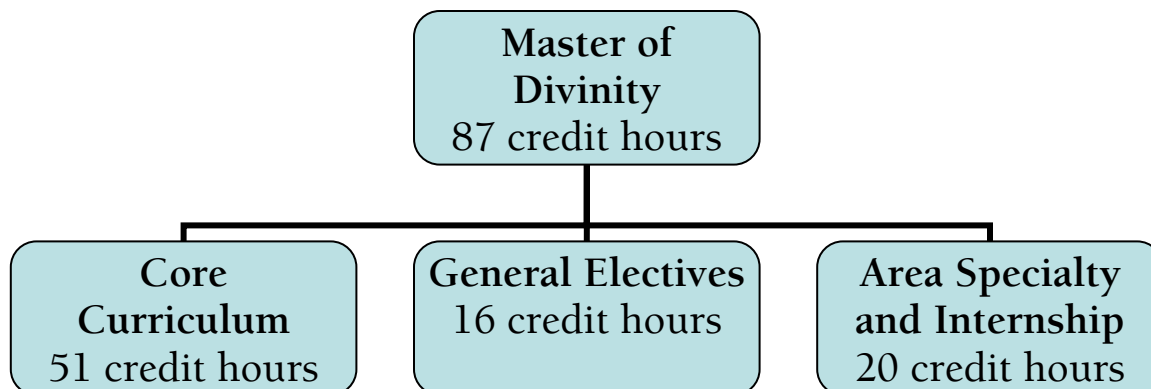 Master of
Divinity
87 credit hours
Core
Curriculum
51 credit hours
General Electives
16 credit hours
Area Specialty
and Internship
20 credit hours